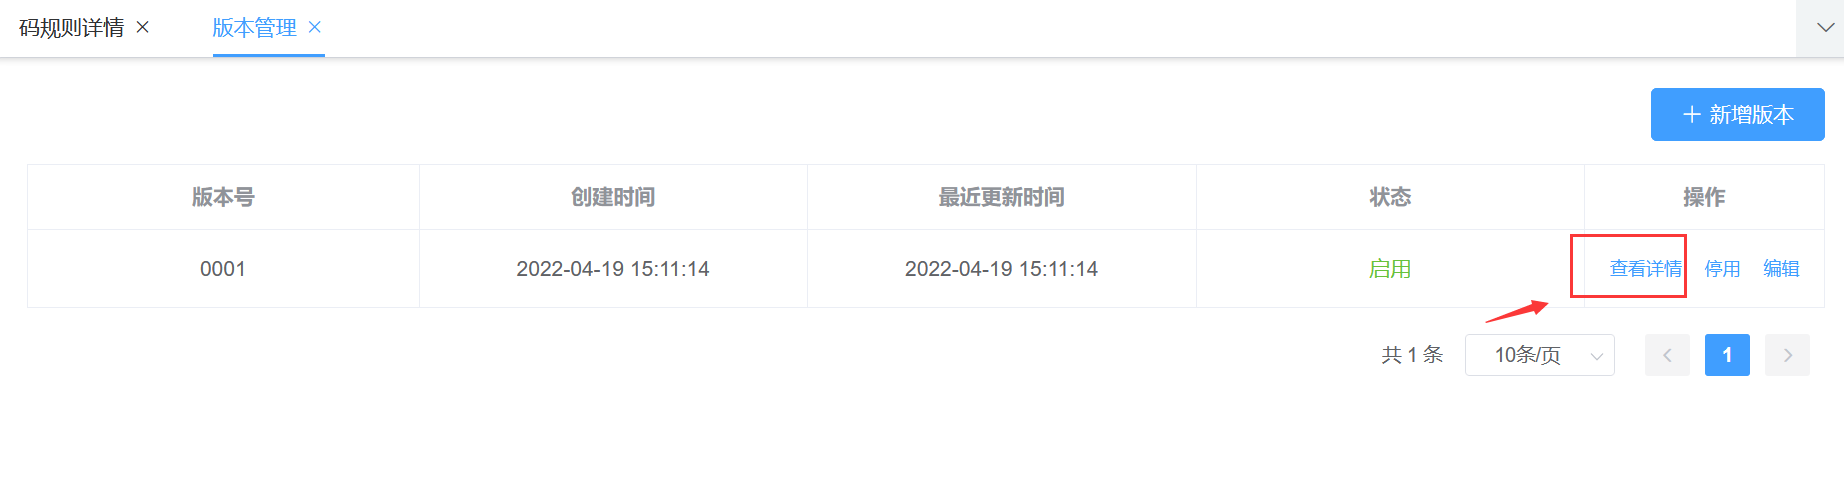 码规则详情 版本管理
新增版本
版本号 创建时间 最近更新时间 状态 操作
0001 2022-04-19 15:11:14 2022-04-19 15:11:14 启用 查看详情 停用 编辑
共 1 条 10条/页 1